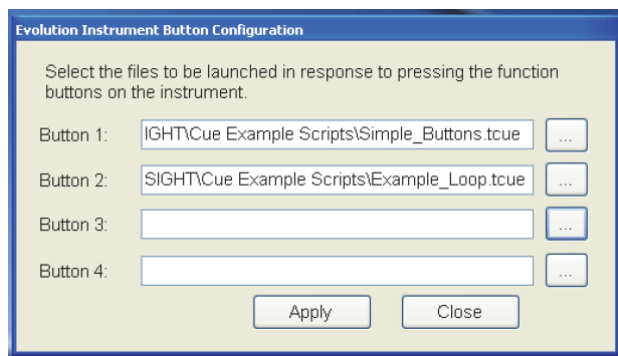 Evolution Instrument Button Configuration
Select the files to be launched in response to pressing the function
buttons on the instrument.
Button 1: IGHT\Cue Example Scripts\Simple_Buttons.tcue ...
Button 2: SIGHT\Cue Example Scripts\Example_Loop.tcue ...
Button 3: ...
Button 4: ...
Apply Close